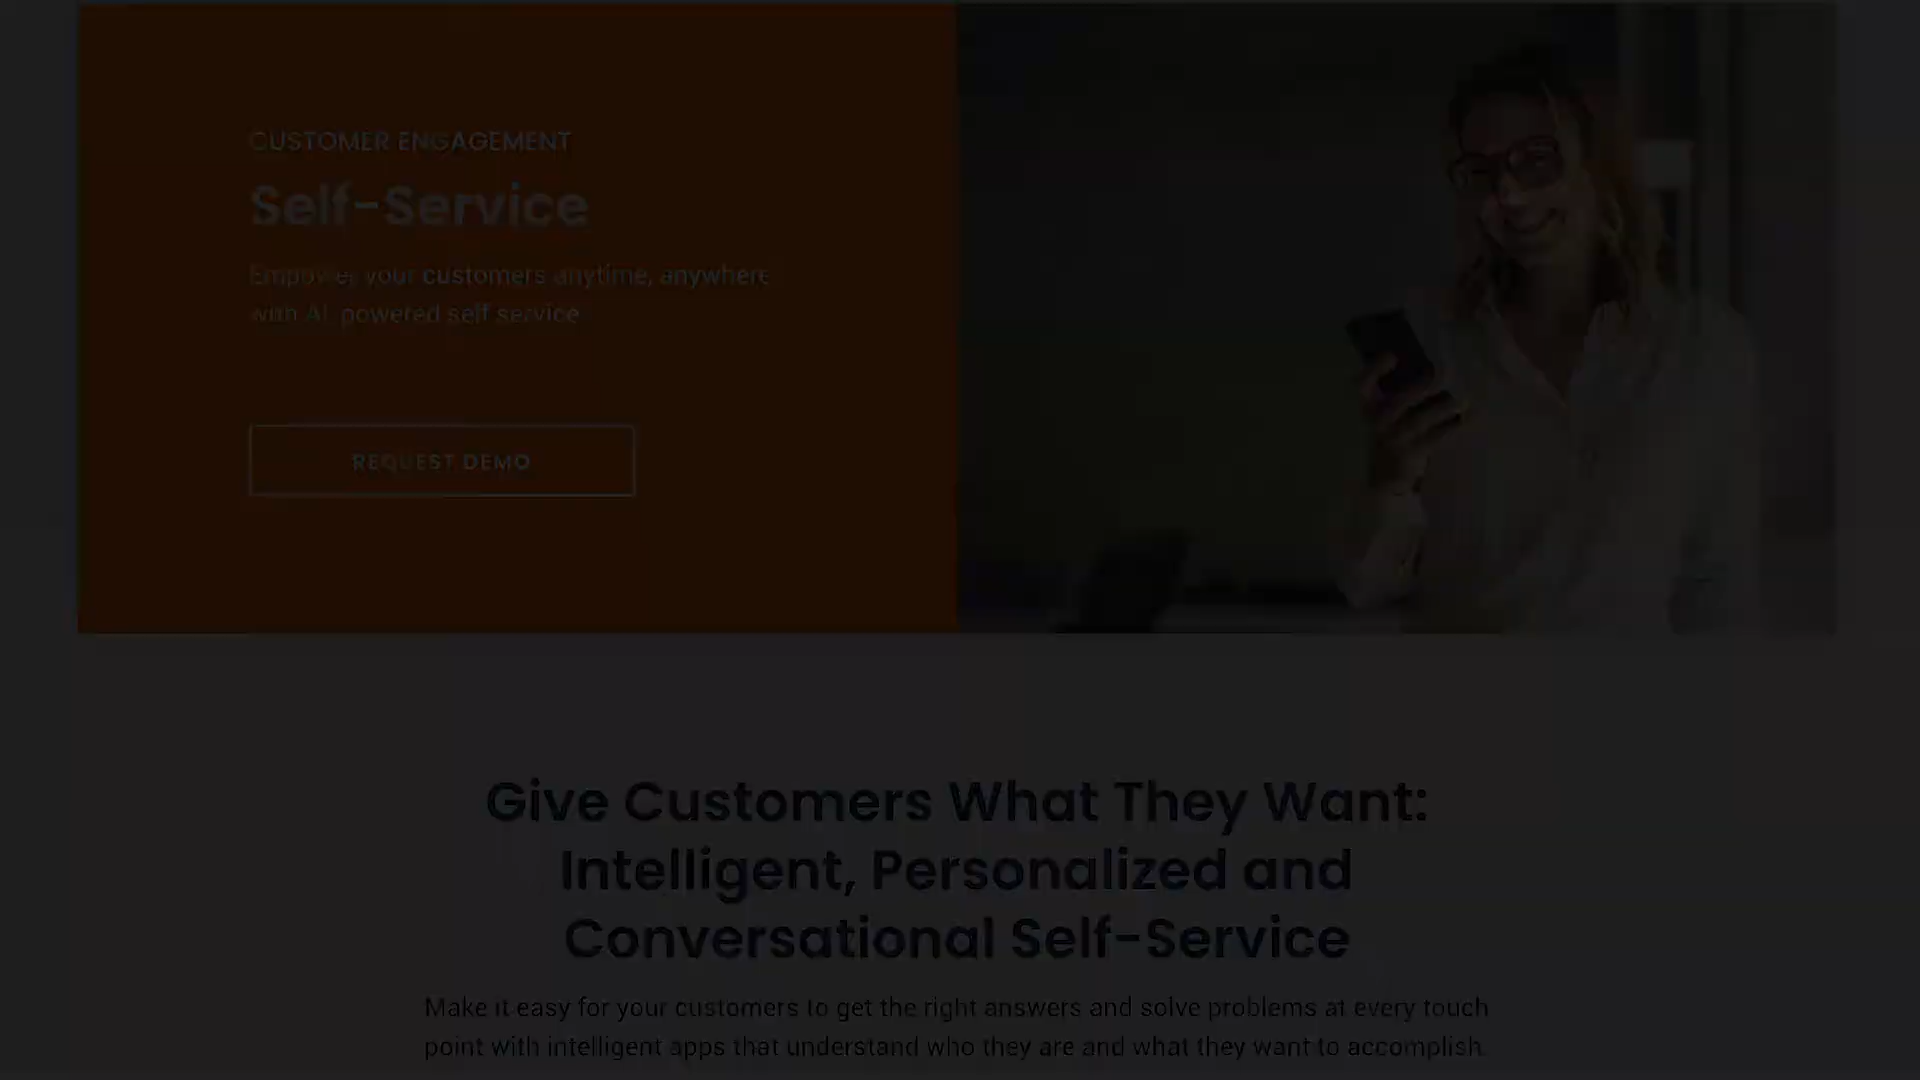 CUSTOMER ENGAGEMENT
Self-Service
Empower your customers anytime, anywhere
with AI-powered self-service.
REQUEST DEMO
Give Customers What They Want:
Intelligent, Personalized and
Conversational Self-Service
Make it easy for your customers to get the right answers and solve problems at every touch
point with intelligent apps that understand who they are and what they want to accomplish.